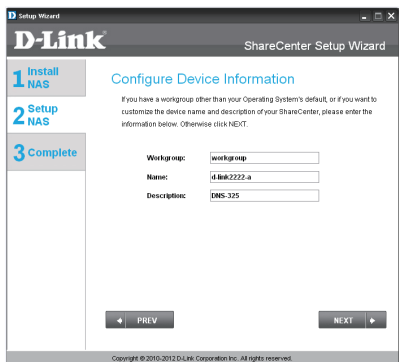 D Setup Wizard
D-Link
ShareCenter Setup Wizard
1 Install NAS
2 Setup NAS
3 Complete
Configure Device Information
If you have a workgroup other than your Operating System's default, or if you want to
customize the device name and description of your ShareCenter, please enter the
information below. Otherwise click NEXT.
Workgroup: workgroup
Name: d-link2222-a
Description: DNS-325
PREV
NEXT
Copyright © 2010-2012 D-Link Corporation Inc. All rights reserved.